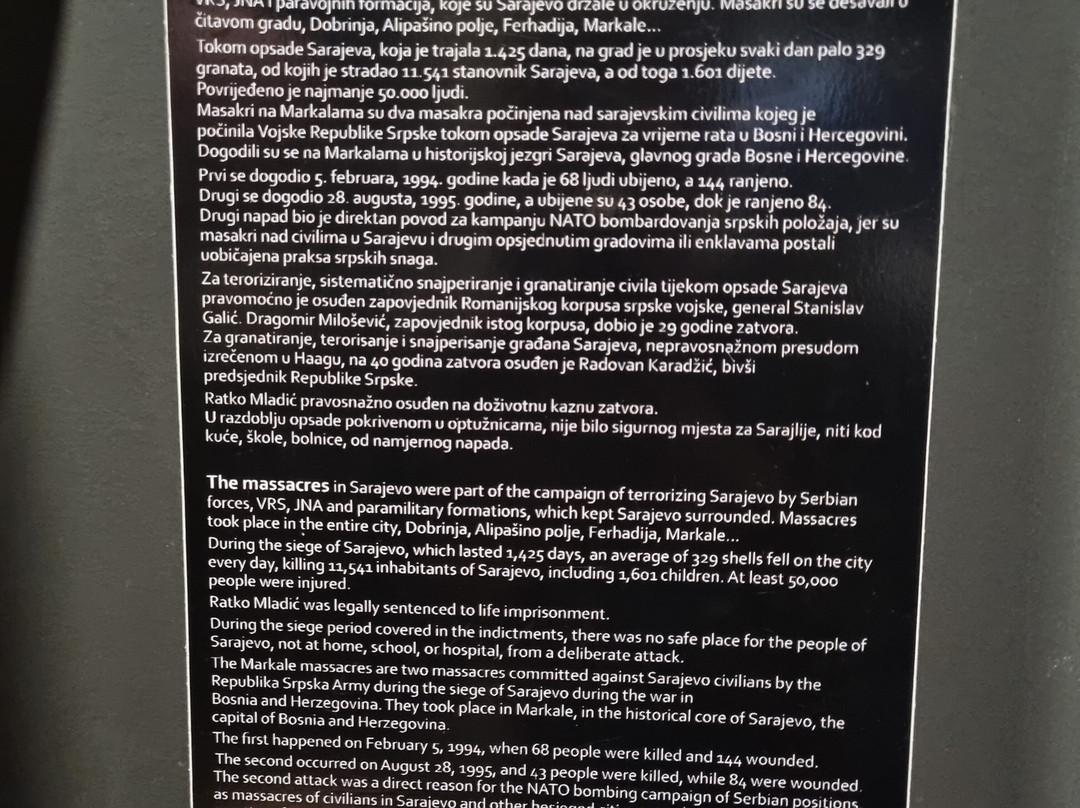 VRS, JNA i paravojnih formacija, koje su Sarajevo držale u okruženju. Masakri su se dešavali u
čitavom gradu, Dobrinja, Alipašino polje, Ferhadija, Markale...
Tokom opsade Sarajeva, koja je trajala 1.425 dana, na grad je u prosjeku svaki dan palo 329
granata, od kojih je stradao 11.541 stanovnik Sarajeva, a od toga 1.601 dijete.
Povrijeđeno je najmanje 50.000 ljudi.
Masakri na Markalama su dva masakra počinjena nad sarajevskim civilima kojeg je
počinila Vojske Republike Srpske tokom opsade Sarajeva za vrijeme rata u Bosni i Hercegovini.
Dogodili su se na Markalama u historijskoj jezgri Sarajeva, glavnog grada Bosne i Hercegovine.
Prvi se dogodio 5. februara, 1994. godine kada je 68 ljudi ubijeno, a 144 ranjeno.
Drugi se dogodio 28. augusta, 1995. godine, a ubijene su 43 osobe, dok je ranjeno 84.
Drugi napad bio je direktan povod za kampanju NATO bombardovanja srpskih položaja, jer su
masakri nad civilima u Sarajevu i drugim opsjednutim gradovima ili enklavama postali
uobičajena praksa srpskih snaga.
Za teroriziranje, sistematično snajperiranje i granatiranje civila tijekom opsade Sarajeva
pravomoćno je osuđen zapovjednik Romanijskog korpusa srpske vojske, general Stanislav
Galić. Dragomir Milošević, zapovjednik istog korpusa, dobio je 29 godine zatvora.
Za granatiranje, terorisanje i snajperisanje građana Sarajeva, nepravosnažnom presudom
izrečenom u Haagu, na 40 godina zatvora osuđen je Radovan Karadžić, bivši
predsjednik Republike Srpske.
Ratko Mladić pravosnažno osuđen na doživotnu kaznu zatvora.
U razdoblju opsade pokrivenom u optužnicama, nije bilo sigurnog mjesta za Sarajlije, niti kod
kuće, škole, bolnice, od namjernog napada.
The massacres in Sarajevo were part of the campaign of terrorizing Sarajevo by Serbian
forces, VRS, JNA and paramilitary formations, which kept Sarajevo surrounded. Massacres
took place in the entire city, Dobrinja, Alipašino polje, Ferhadija, Markale...
During the siege of Sarajevo, which lasted 1,425 days, an average of 329 shells fell on the city
every day, killing 11,541 inhabitants of Sarajevo, including 1,601 children. At least 50,000
people were injured.
Ratko Mladić was legally sentenced to life imprisonment.
During the siege period covered in the indictments, there was no safe place for the people of
Sarajevo, not at home, school, or hospital, from a deliberate attack.
The Markale massacres are two massacres committed against Sarajevo civilians by the
Republika Srpska Army during the siege of Sarajevo during the war in
Bosnia and Herzegovina. They took place in Markale, in the historical core of Sarajevo, the
capital of Bosnia and Herzegovina.
The first happened on February 5, 1994, when 68 people were killed and 144 wounded.
The second occurred on August 28, 1995, and 43 people were killed, while 84 were wounded.
The second attack was a direct reason for the NATO bombing campaign of Serbian positions,
as massacres of civilians in Sarajevo and other besieged